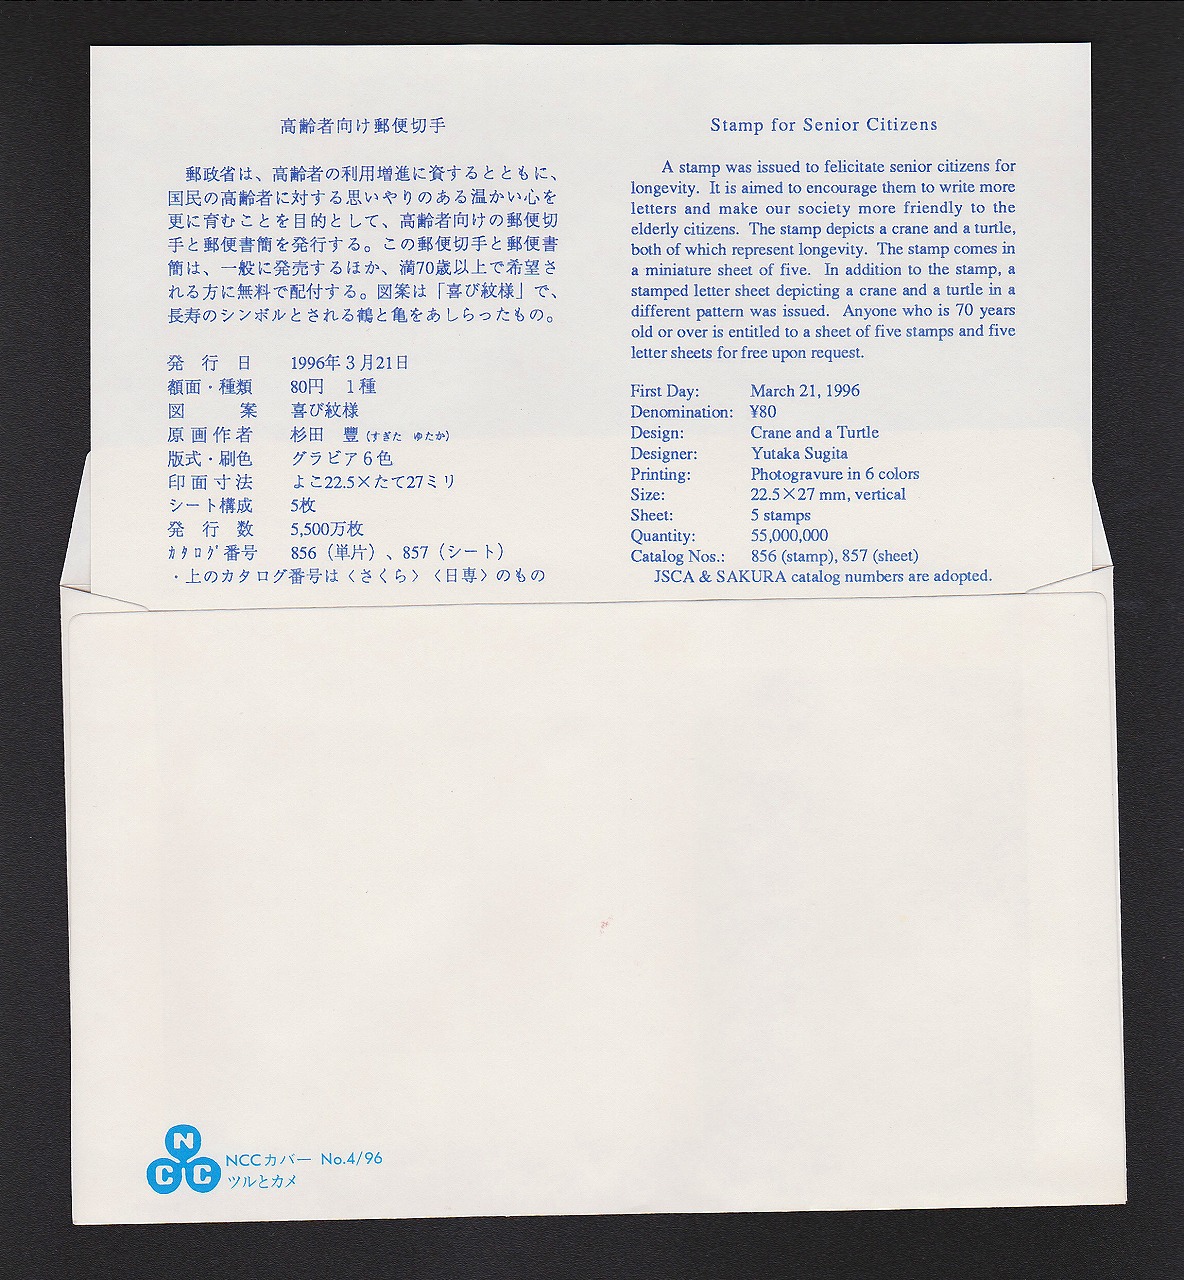 高齢者向け郵便切手
郵政省は、高齢者の利用増進に資するとともに、
国民の高齢者に対する思いやりのある温かい心を
更に育むことを目的として、高齢者向けの郵便切
手と郵便書簡を発行する。この郵便切手と郵便書
簡は、一般に発売するほか、満70歳以上で希望さ
れる方に無料で配付する。図案は「喜び紋様」で、
長寿のシンボルとされる鶴と亀をあしらったもの。
発行日 1996年3月21日
額面・種類 80円 1種
図案 喜び紋様
原画作者 杉田 豐(すぎた ゆたか)
版式・刷色 グラビア6色
印面寸法 よこ22.5×たて27ミリ
シート構成 5枚
発行数 5,500万枚
ｶﾀﾛｸﾞ番号 856（単片）、857（シート）
・上のカタログ番号は〈さくら〉〈日専〉のもの
Stamp for Senior Citizens
A stamp was issued to felicitate senior citizens for
longevity. It is aimed to encourage them to write more
letters and make our society more friendly to the
elderly citizens. The stamp depicts a crane and a turtle,
both of which represent longevity. The stamp comes in
a miniature sheet of five. In addition to the stamp, a
stamped letter sheet depicting a crane and a turtle in a
different pattern was issued. Anyone who is 70 years
old or over is entitled to a sheet of five stamps and five
letter sheets for free upon request.
First Day: March 21, 1996
Denomination: ¥80
Design: Crane and a Turtle
Designer: Yutaka Sugita
Printing: Photogravure in 6 colors
Size: 22.5×27 mm, vertical
Sheet: 5 stamps
Quantity: 55,000,000
Catalog Nos.: 856 (stamp), 857 (sheet)
JSCA & SAKURA catalog numbers are adopted.
NCC
NCCカバー No.4/96
ツルとカメ